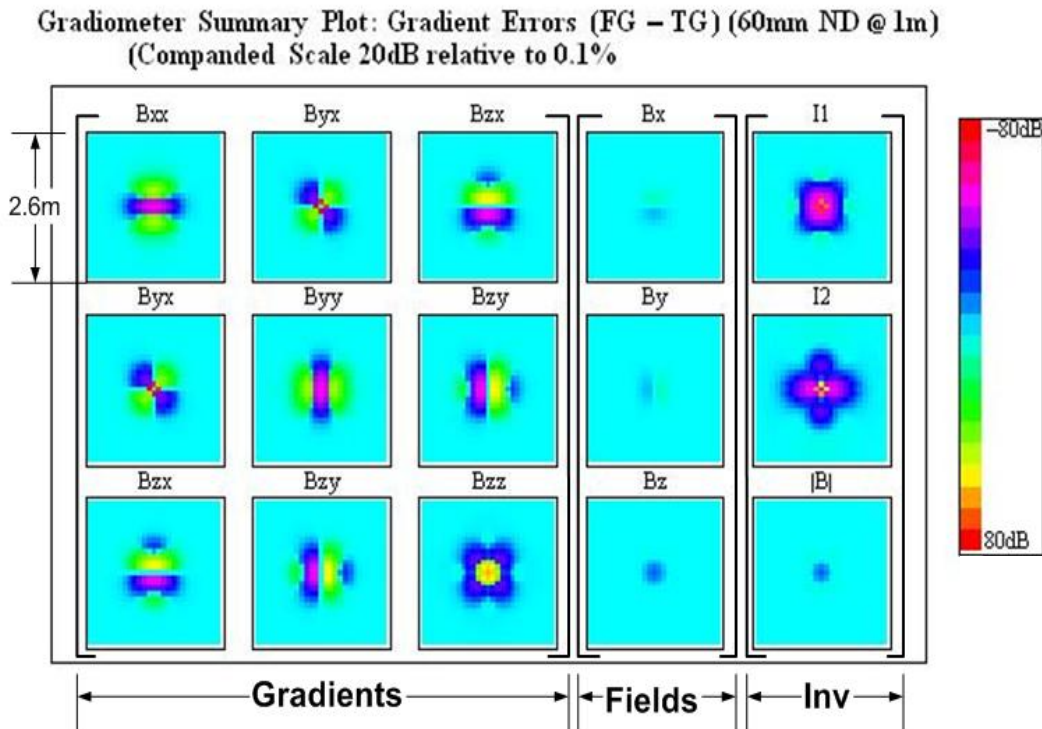 Gradiometer Summary Plot: Gradient Errors (FG – TG) (60mm ND @ 1m)
(Companded Scale 20dB relative to 0.1%
Bxx Byx Bzx Bx I1
–80dB
2.6m
Byx Byy Bzy By I2
Bzx Bzy Bzz Bz |B|
80dB
Gradients Fields Inv